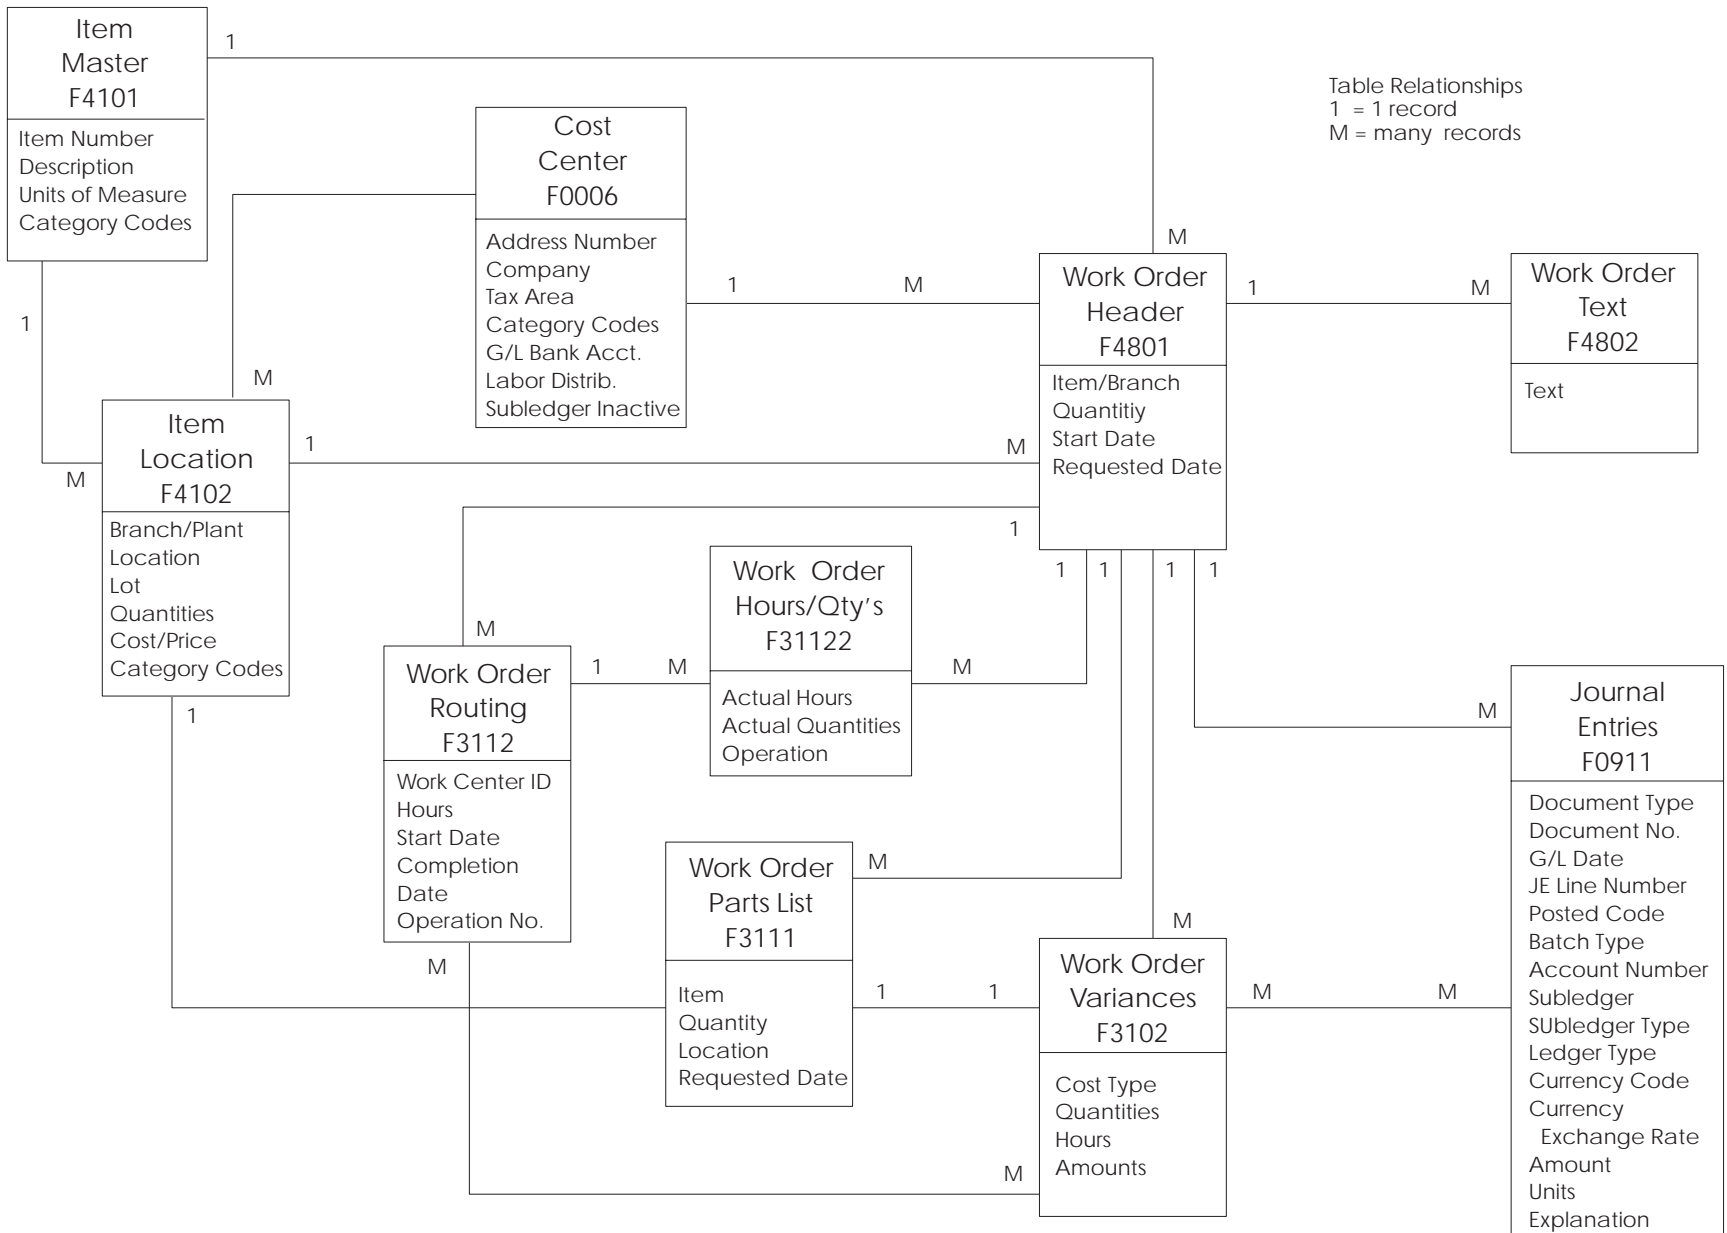 Item
Master
F4101
Item Number
Description
Units of Measure
Category Codes
1
Table Relationships
1 = 1 record
M = many records
Cost
Center
F0006
Address Number
Company
Tax Area
Category Codes
G/L Bank Acct.
Labor Distrib.
Subledger Inactive
1
M
M
Work Order
Header
F4801
Item/Branch
Quantitiy
Start Date
Requested Date
1
M
Work Order
Text
F4802
Text
1
M
M
Item
Location
F4102
Branch/Plant
Location
Lot
Quantities
Cost/Price
Category Codes
1
M
1
1
1
1
1
1
M
Work Order
Routing
F3112
Work Center ID
Hours
Start Date
Completion
Date
Operation No.
1
M
Work Order
Hours/Qty's
F31122
Actual Hours
Actual Quantities
Operation
M
M
Work Order
Parts List
F3111
Item
Quantity
Location
Requested Date
M
1
1
M
Work Order
Variances
F3102
Cost Type
Quantities
Hours
Amounts
M
M
M
M
Journal
Entries
F0911
Document Type
Document No.
G/L Date
JE Line Number
Posted Code
Batch Type
Account Number
Subledger
SUbledger Type
Ledger Type
Currency Code
Currency
Exchange Rate
Amount
Units
Explanation